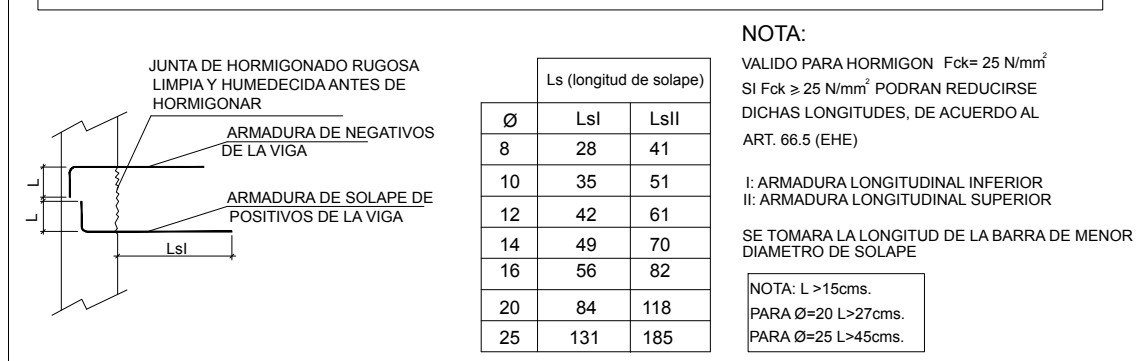 JUNTA DE HORMIGONADO RUGOSA
LIMPIA Y HUMEDECIDA ANTES DE
HORMIGONAR
ARMADURA DE NEGATIVOS
DE LA VIGA
ARMADURA DE SOLAPE DE
POSITIVOS DE LA VIGA
L
L
LsI
Ls (longitud de solape)
Ø LsI LsII
8 28 41
10 35 51
12 42 61
14 49 70
16 56 82
20 84 118
25 131 185
NOTA:
VALIDO PARA HORMIGON Fck= 25 N/mm²
SI Fck ≥ 25 N/mm² PODRAN REDUCIRSE
DICHAS LONGITUDES, DE ACUERDO AL
ART. 66.5 (EHE)
I: ARMADURA LONGITUDINAL INFERIOR
II: ARMADURA LONGITUDINAL SUPERIOR
SE TOMARA LA LONGITUD DE LA BARRA DE MENOR
DIAMETRO DE SOLAPE
NOTA: L >15cms.
PARA Ø=20 L>27cms.
PARA Ø=25 L>45cms.